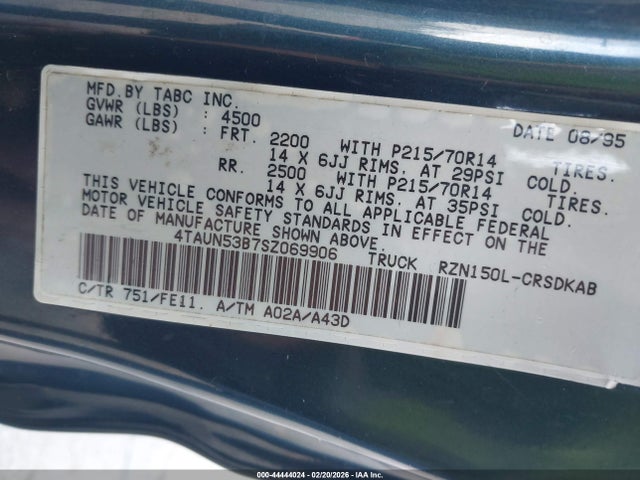 MFD.BY TABC INC. DATE 08/95
GVWR (LBS) : 4500
GAWR (LBS) : FRT. 2200 WITH P215/70R14 TIRES.
14 X 6JJ RIMS. AT 29PSI COLD.
RR. 2500 WITH P215/70R14 TIRES.
14 X 6JJ RIMS. AT 35PSI COLD.
THIS VEHICLE CONFORMS TO ALL APPLICABLE FEDERAL
MOTOR VEHICLE SAFETY STANDARDS IN EFFECT ON THE
DATE OF MANUFACTURE SHOWN ABOVE.
4TAUN53B7SZ069906 TRUCK RZN150L-CRSDKAB
C/TR 751/FE11. A/TM A02A/A43D
000-44444024 - 02/20/2026 - IAA Inc.